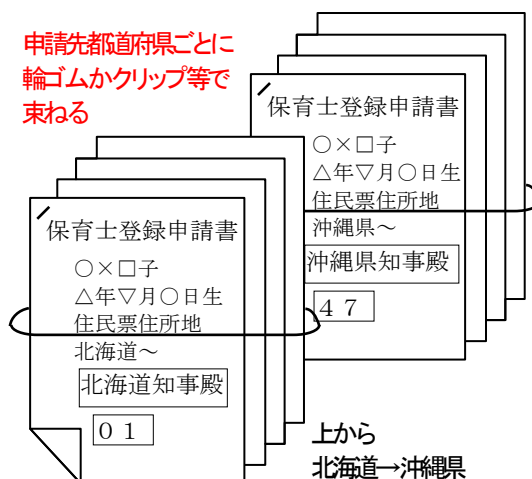 申請先都道府県ごとに
輪ゴムかクリップ等で
束ねる
保育士登録申請書
○×□子
△年▽月○日生
住民票住所地
沖縄県～
沖縄県知事殿
４７
保育士登録申請書
○×□子
△年▽月○日生
住民票住所地
北海道～
北海道知事殿
０１
上から
北海道→沖縄県